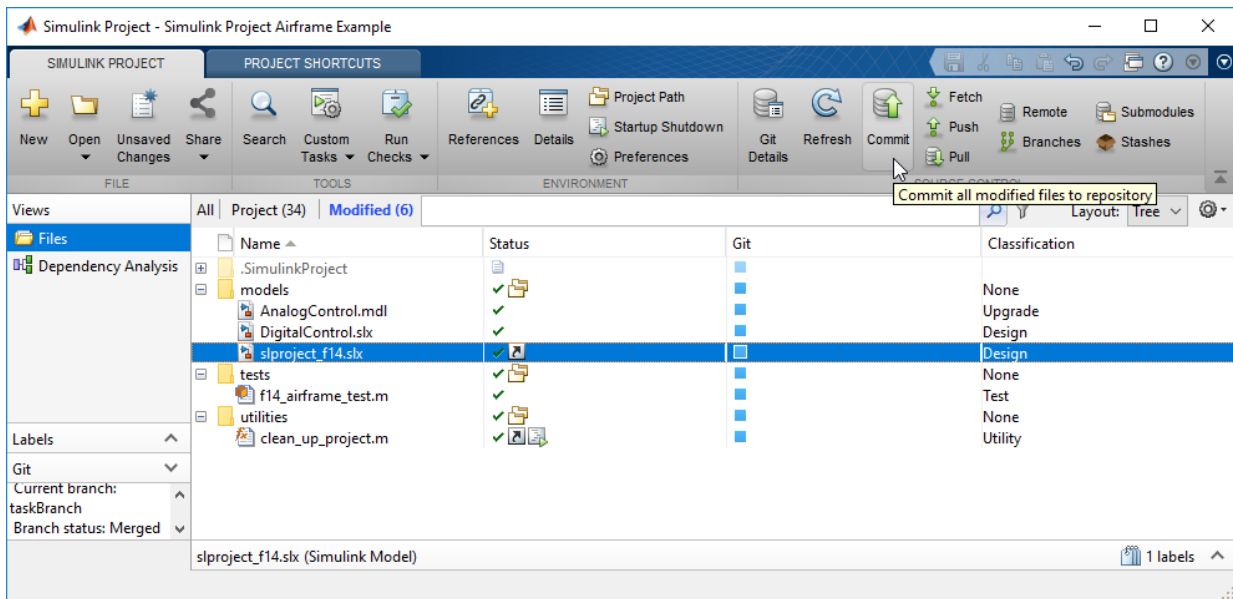 Simulink Project - Simulink Project Airframe Example
SIMULINK PROJECT
PROJECT SHORTCUTS
New
Open
Unsaved
Changes
Share
Search
Custom
Tasks
Run
Checks
References
Details
Project Path
Startup Shutdown
Preferences
Git
Details
Refresh
Commit
Fetch
Push
Pull
Remote
Branches
Submodules
Stashes
FILE
TOOLS
ENVIRONMENT
SOURCE CONTROL
Commit all modified files to repository
Views
All Project (34) Modified (6)
Layout: Tree
Files
Dependency Analysis
Name Status Git Classification
.SimulinkProject
models None
AnalogControl.mdl Upgrade
DigitalControl.slx Design
slproject_f14.slx Design
tests None
f14_airframe_test.m Test
utilities None
clean_up_project.m Utility
Labels
Git
Current branch:
taskBranch
Branch status: Merged
slproject_f14.slx (Simulink Model)
1 labels